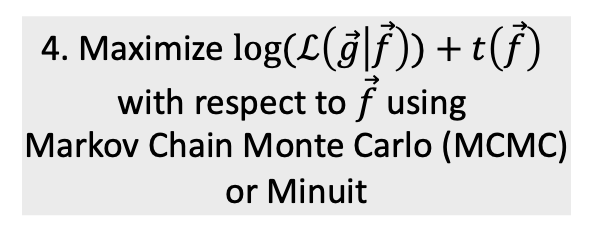 4. Maximize log(ℒ(g⃗|f⃗)) + t(f⃗)
with respect to f⃗ using
Markov Chain Monte Carlo (MCMC)
or Minuit